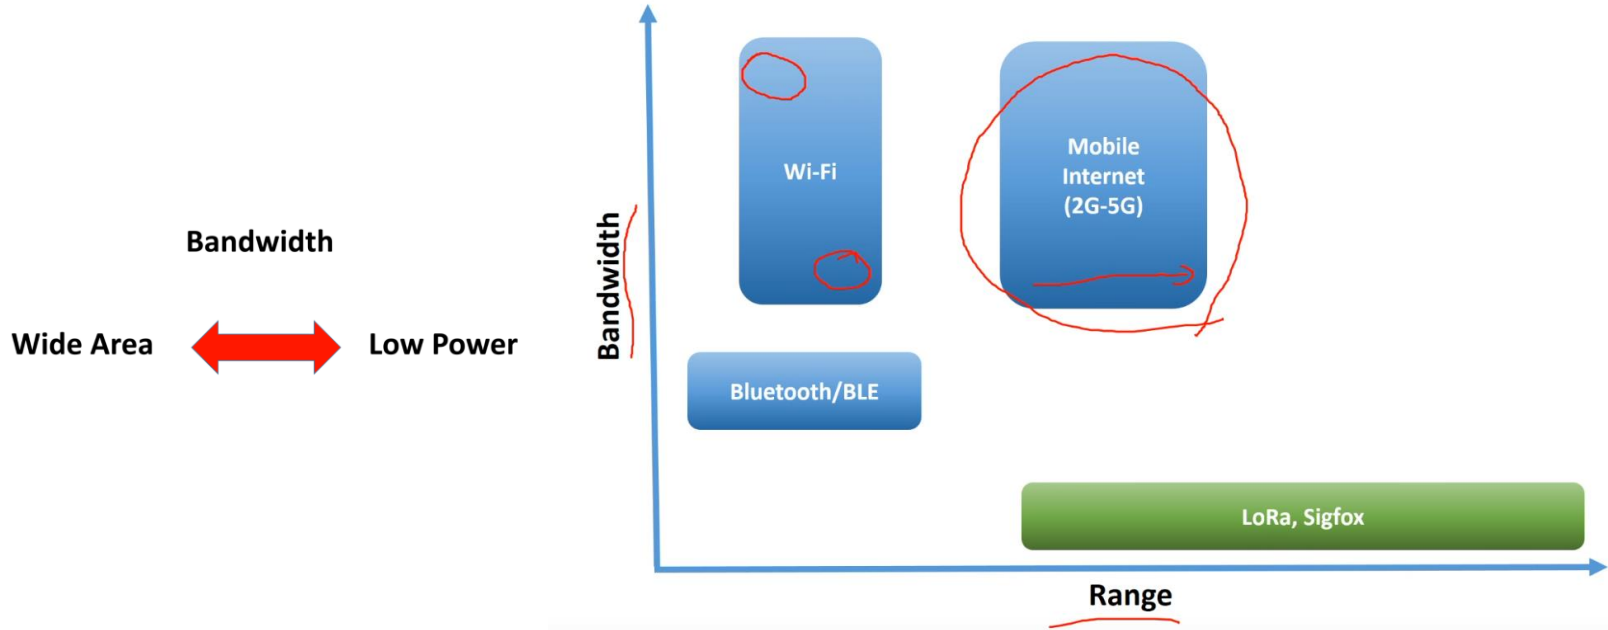 Bandwidth
Wide Area
Low Power
Bandwidth
Wi-Fi
Mobile
Internet
(2G-5G)
Bluetooth/BLE
LoRa, Sigfox
Range